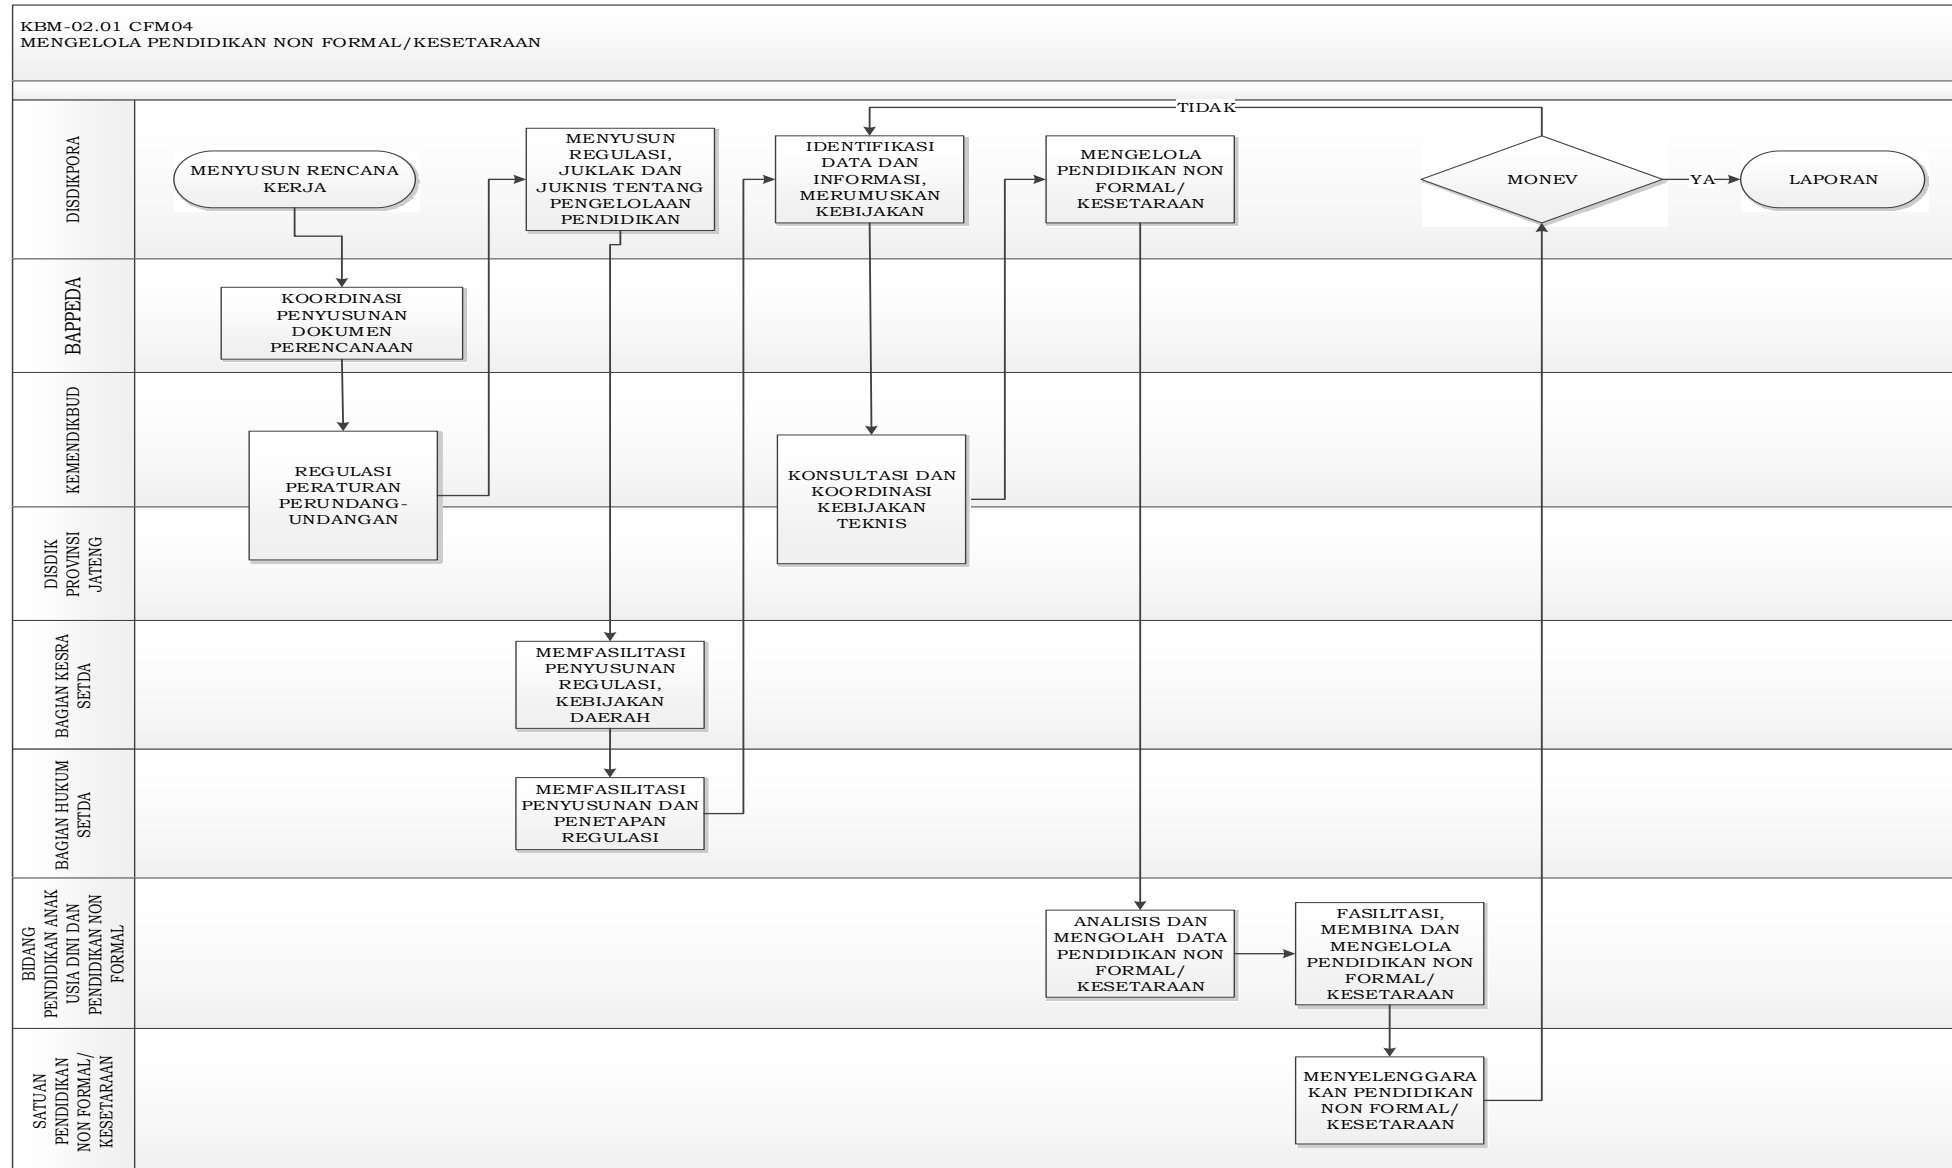 KBM-02.01 CFM04
MENGELOLA PENDIDIKAN NON FORMAL/KESETARAAN
DISDIKPORA
MENYUSUN RENCANA
KERJA
MENYUSUN
REGULASI,
JUKLAK DAN
JUKNIS TENTANG
PENGELOLAAN
PENDIDIKAN
IDENTIFIKASI
DATA DAN
INFORMASI,
MERUMUSKAN
KEBIJAKAN
MENGELOLA
PENDIDIKAN NON
FORMAL/
KESETARAAN
TIDAK
MONEV
YA
LAPORAN
BAPPEDA
KOORDINASI
PENYUSUNAN
DOKUMEN
PERENCANAAN
KEMENDIKBUD
REGULASI
PERATURAN
PERUNDANG-
UNDANGAN
KONSULTASI DAN
KOORDINASI
KEBIJAKAN
TEKNIS
DISDIK
PROVINSI
JATENG
BAGIAN KESRA
SETDA
MEMFASILITASI
PENYUSUNAN
REGULASI,
KEBIJAKAN
DAERAH
BAGIAN HUKUM
SETDA
MEMFASILITASI
PENYUSUNAN DAN
PENETAPAN
REGULASI
BIDANG
PENDIDIKAN ANAK
USIA DINI DAN
PENDIDIKAN NON
FORMAL
ANALISIS DAN
MENGOLAH DATA
PENDIDIKAN NON
FORMAL/
KESETARAAN
FASILITASI,
MEMBINA DAN
MENGELOLA
PENDIDIKAN NON
FORMAL/
KESETARAAN
SATUAN
PENDIDIKAN
NON FORMAL/
KESETARAAN
MENYELENGGARA
KAN PENDIDIKAN
NON FORMAL/
KESETARAAN